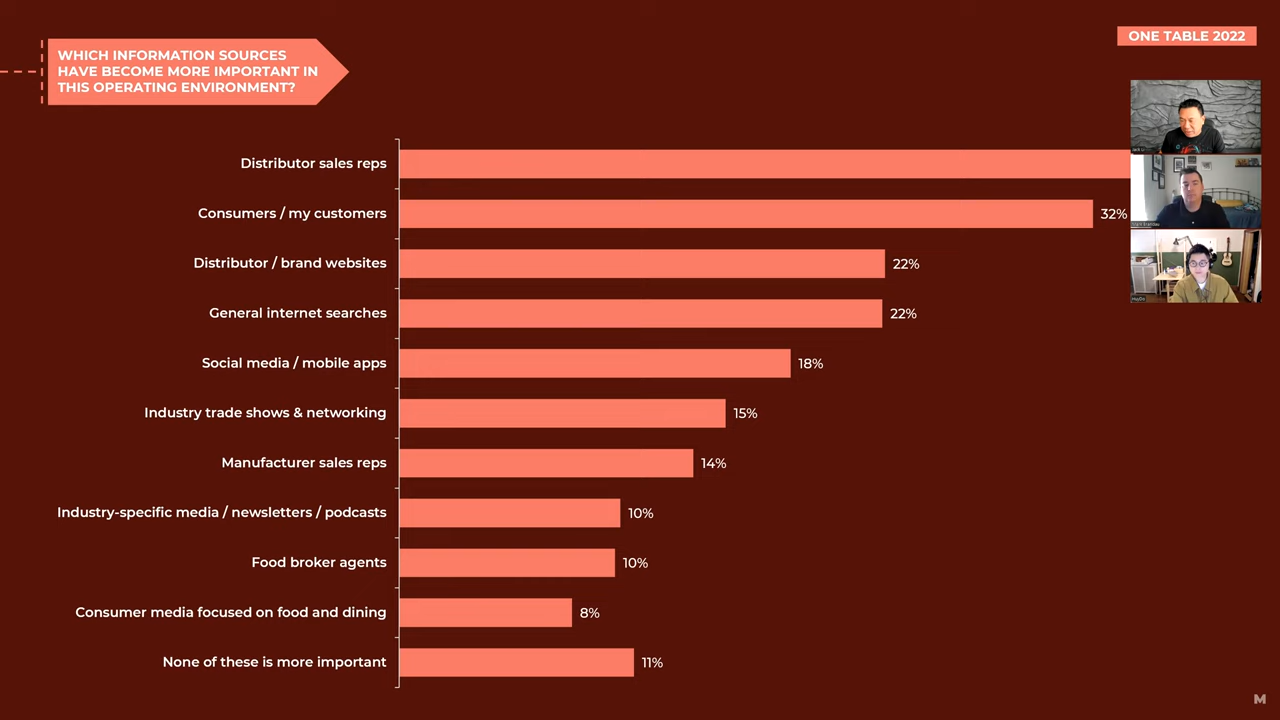 WHICH INFORMATION SOURCES
HAVE BECOME MORE IMPORTANT IN
THIS OPERATING ENVIRONMENT?
ONE TABLE 2022
Distributor sales reps
Consumers / my customers
32%
Distributor / brand websites
22%
General internet searches
22%
Social media / mobile apps
18%
Industry trade shows & networking
15%
Manufacturer sales reps
14%
Industry-specific media / newsletters / podcasts
10%
Food broker agents
10%
Consumer media focused on food and dining
8%
None of these is more important
11%
M